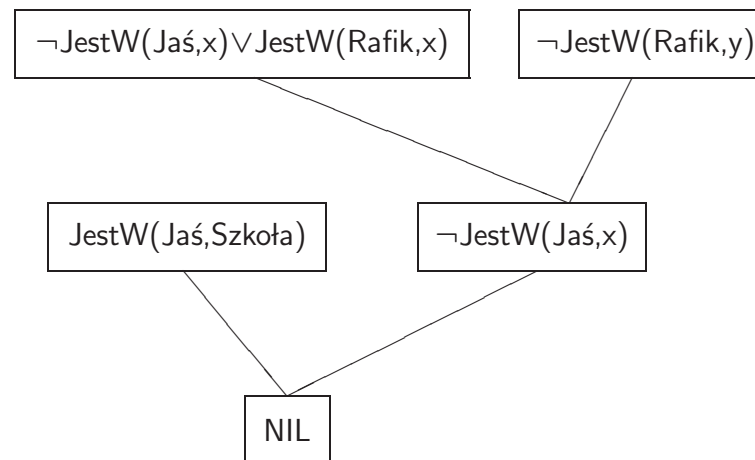 ¬JestW(Jaś,x)∨JestW(Rafik,x)
¬JestW(Rafik,y)
JestW(Jaś,Szkoła)
¬JestW(Jaś,x)
NIL